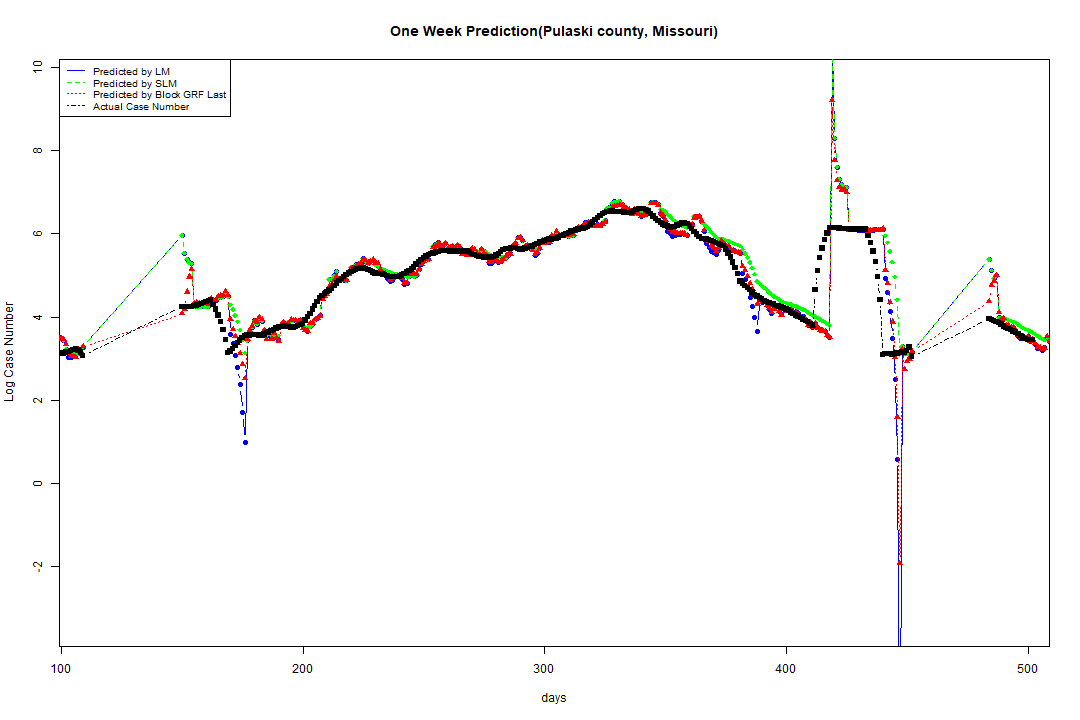 One Week Prediction(Pulaski county, Missouri)
Predicted by LM
Predicted by SLM
Predicted by Block GRF Last
Actual Case Number
10
8
6
4
2
0
-2
Log Case Number
100 200 300 400 500
days